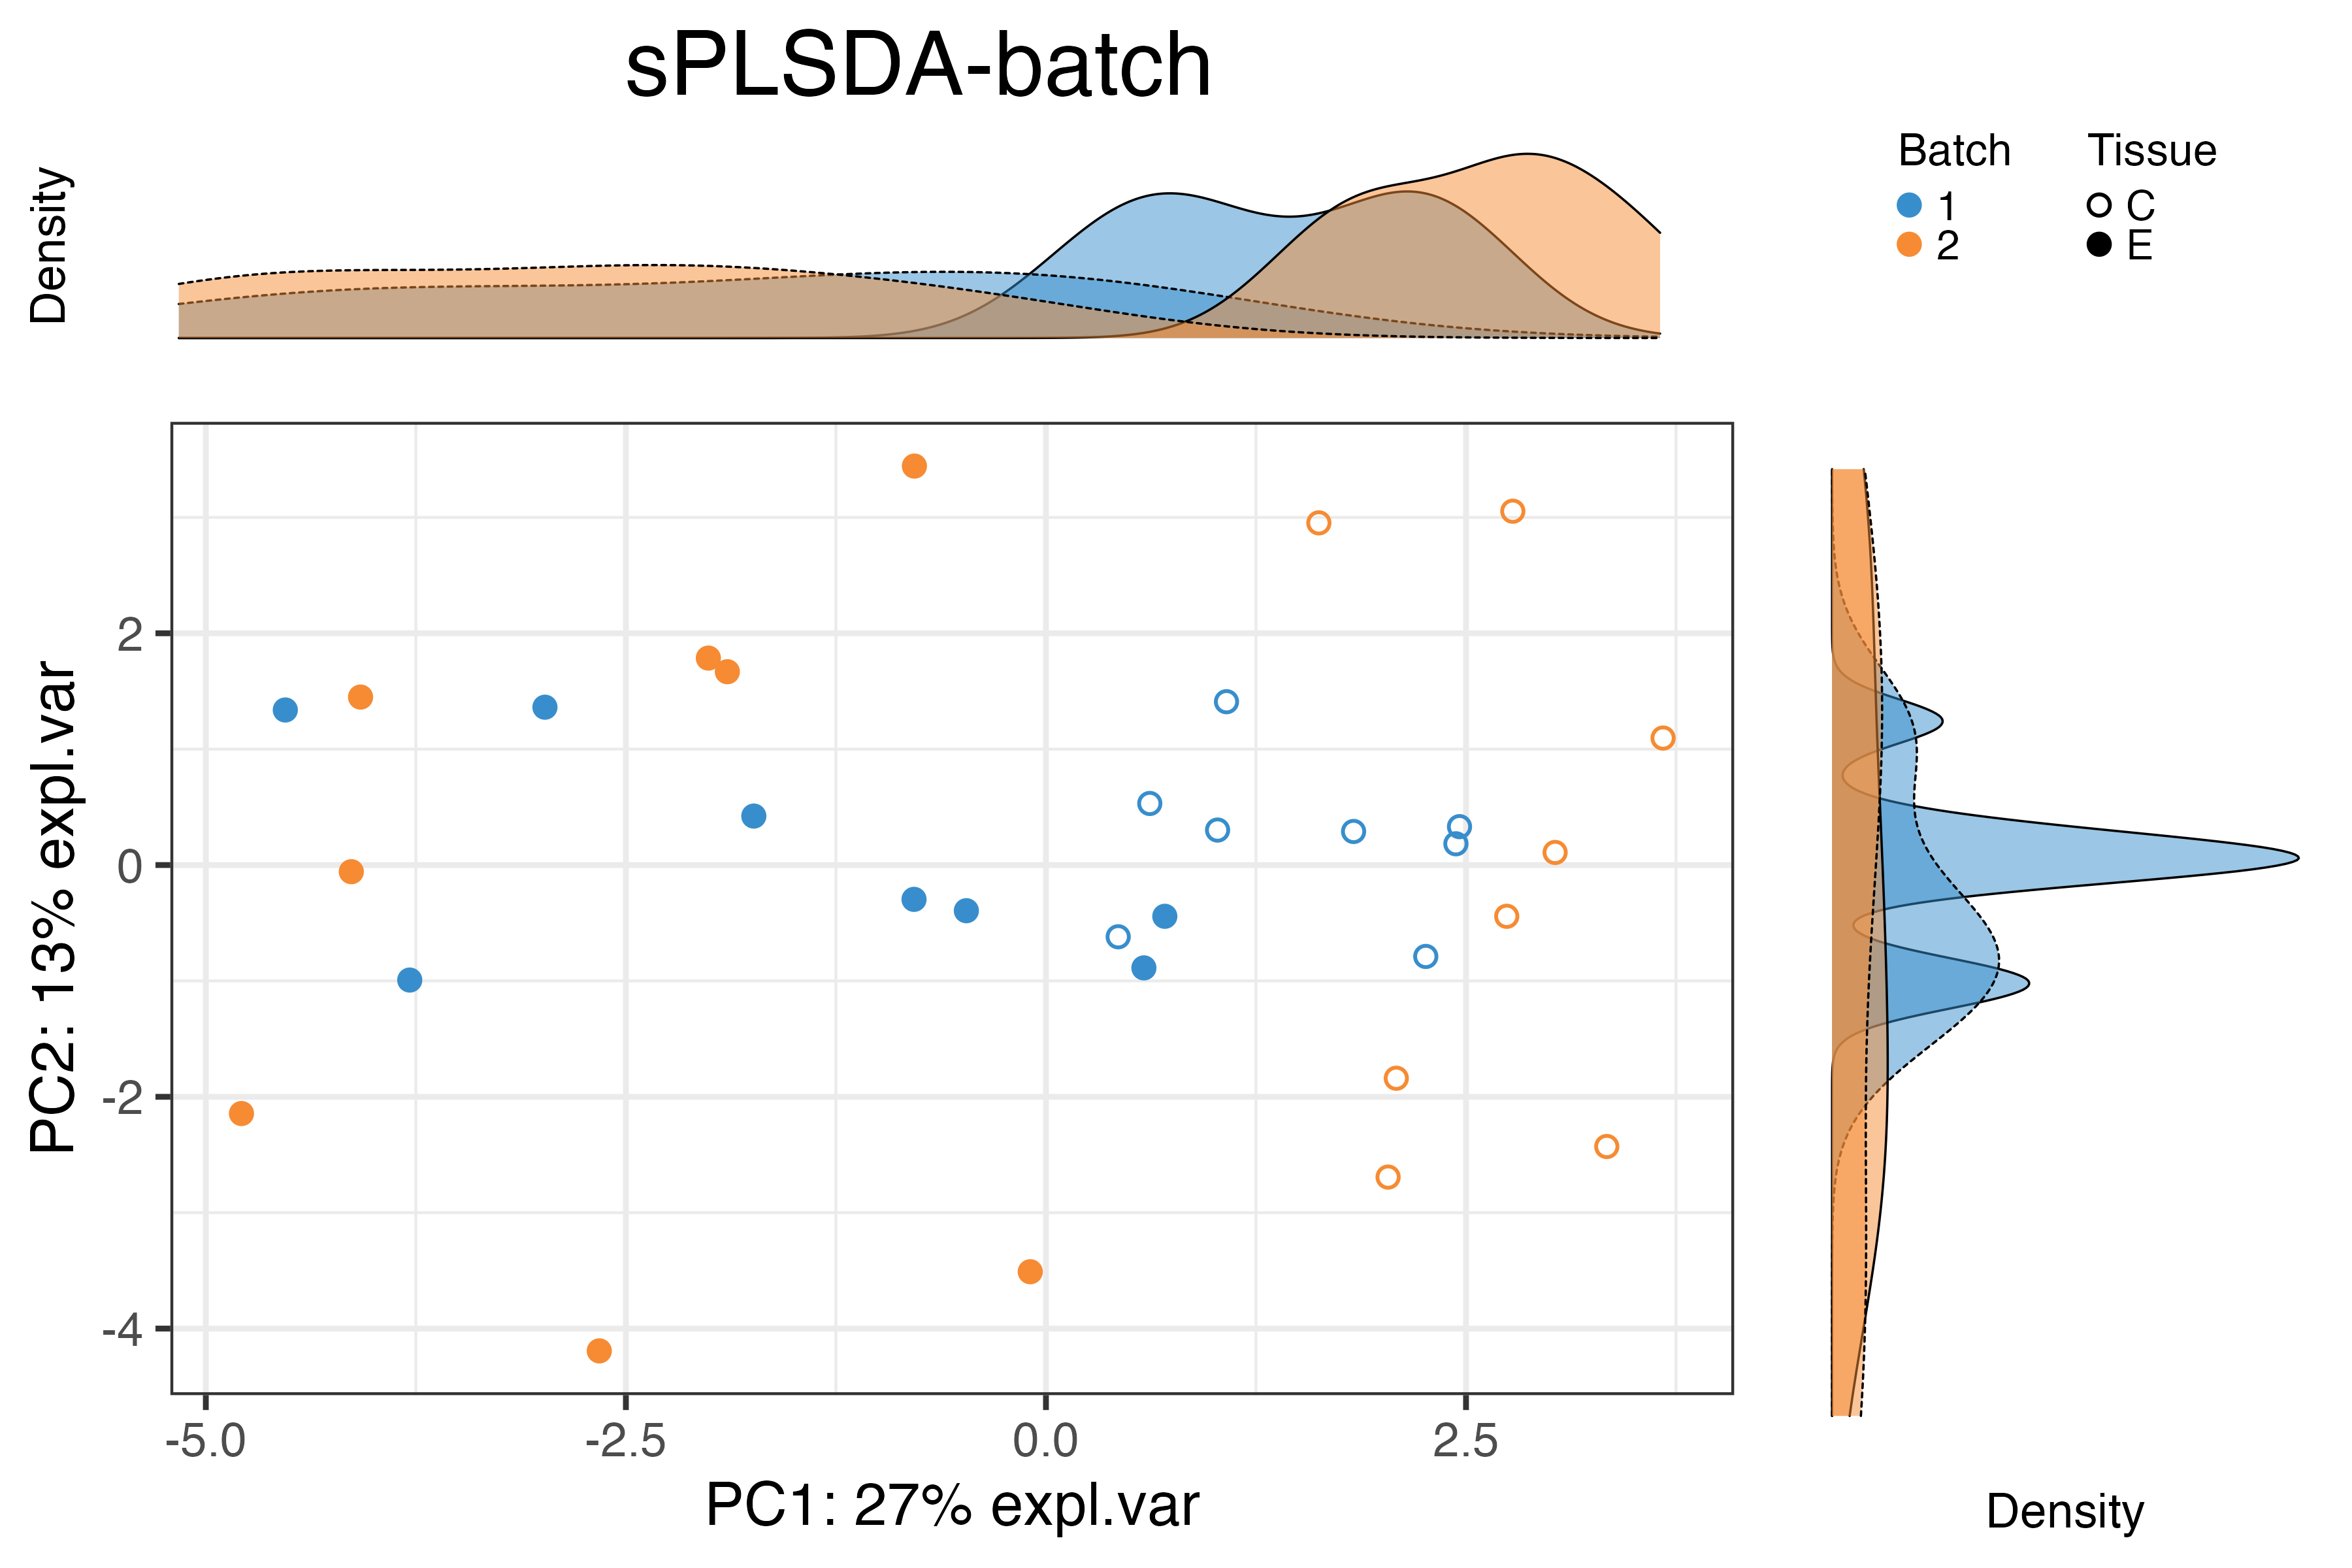 sPLSDA-batch
Density
Batch
1
2
Tissue
C
E
PC2: 13% expl.var
2
0
-2
-4
-5.0
-2.5
0.0
2.5
PC1: 27% expl.var
Density